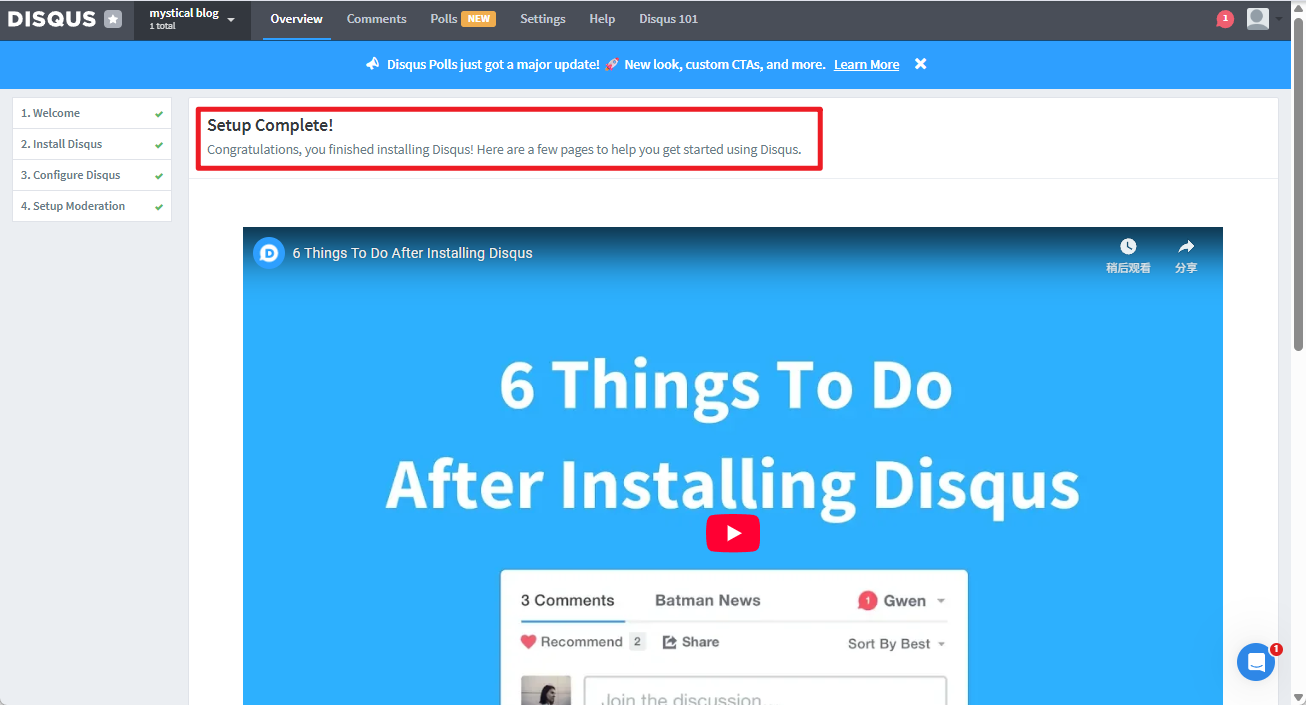 DISQUS
mystical blog
1 total
Overview
Comments
Polls NEW
Settings
Help
Disqus 101
1
Disqus Polls just got a major update! 🚀 New look, custom CTAs, and more. Learn More
1. Welcome
2. Install Disqus
3. Configure Disqus
4. Setup Moderation
Setup Complete!
Congratulations, you finished installing Disqus! Here are a few pages to help you get started using Disqus.
D
6 Things To Do After Installing Disqus
稍后观看
分享
6 Things To Do
After Installing Disqus
3 Comments
Batman News
1
Gwen
Recommend 2
Share
Sort By Best
Join the discussion...
1